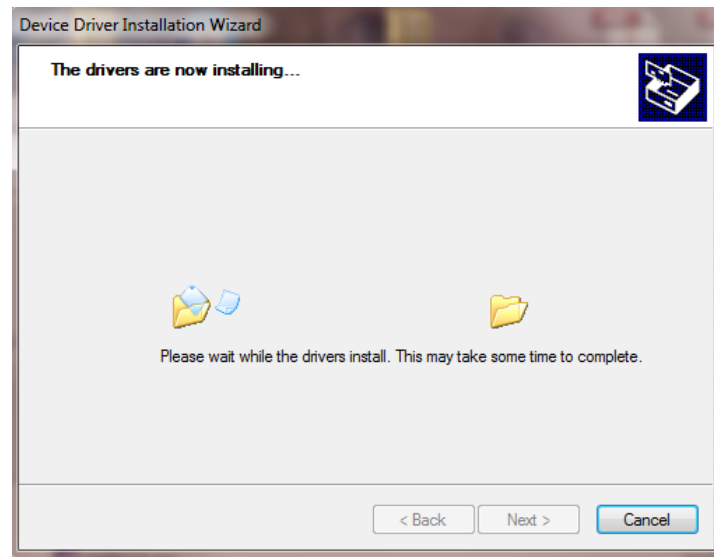 Device Driver Installation Wizard
The drivers are now installing...
Please wait while the drivers install. This may take some time to complete.
< Back Next > Cancel